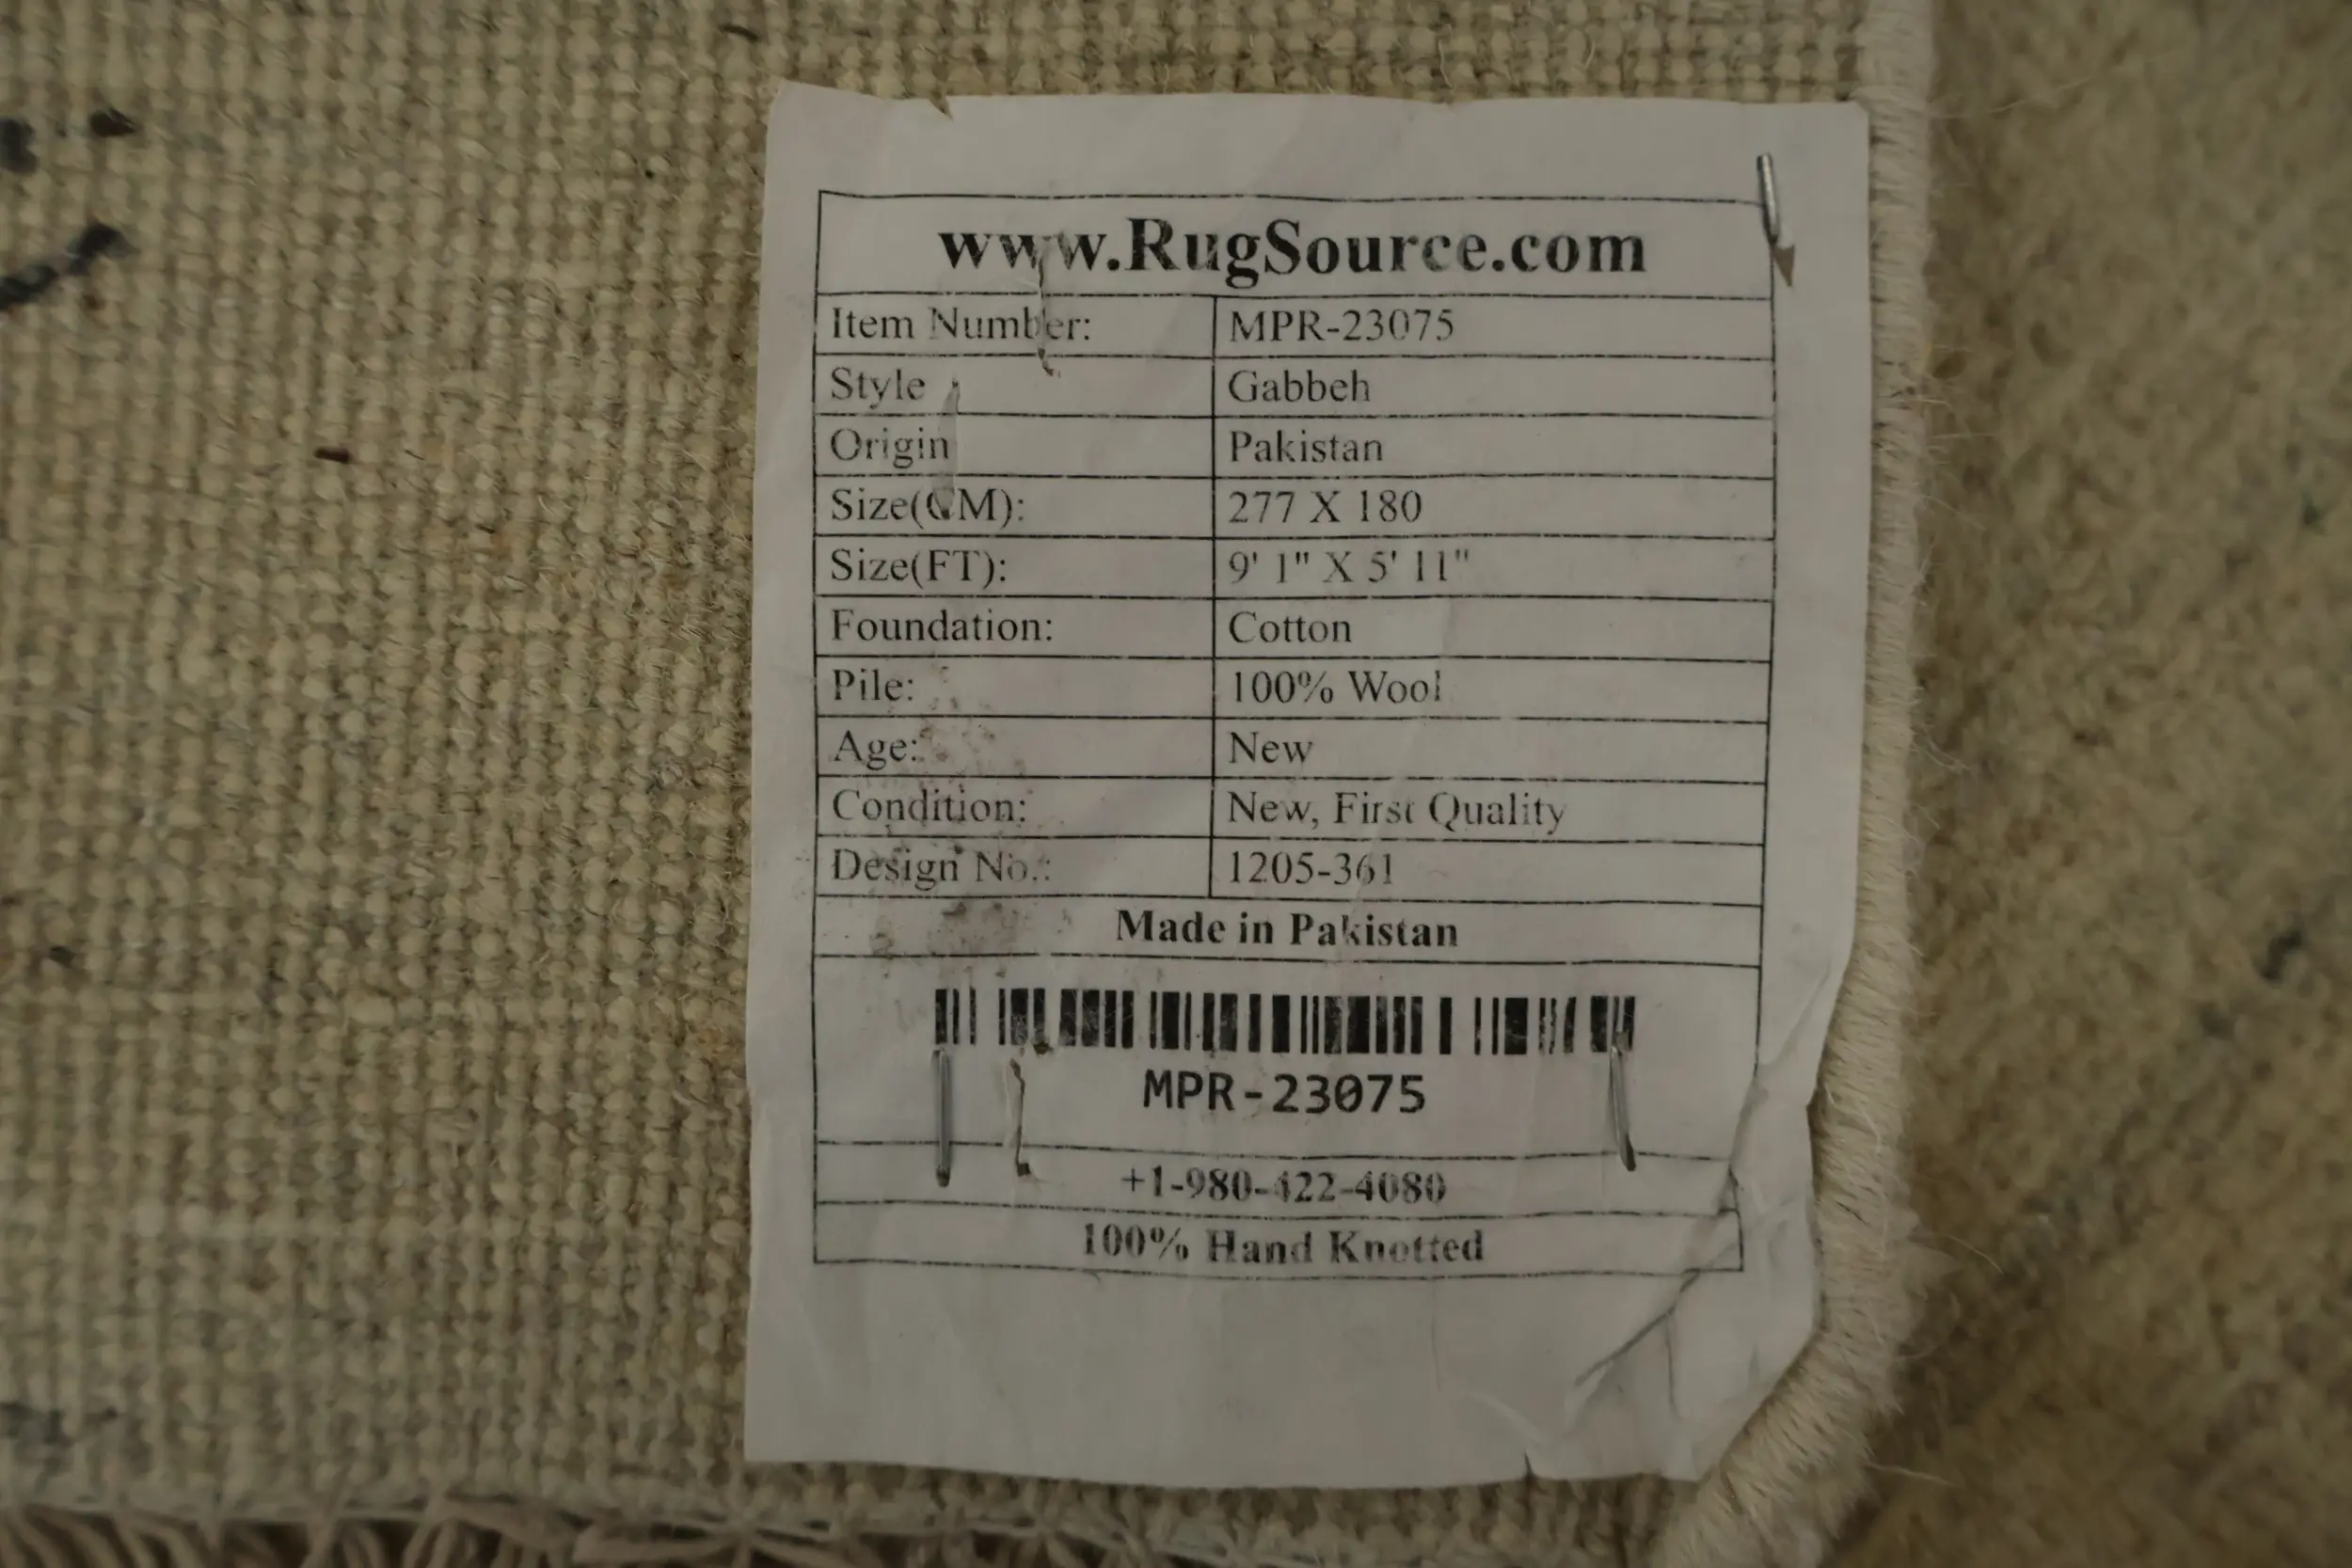 www.RugSource.com
Item Number: MPR-23075
Style Gabbeh
Origin Pakistan
Size(CM): 277 X 180
Size(FT): 9' 1" X 5' 11"
Foundation: Cotton
Pile: 100% Wool
Age: New
Condition: New, First Quality
Design No.: 1205-361
Made in Pakistan
MPR-23075
+1-980-422-4080
100% Hand Knotted